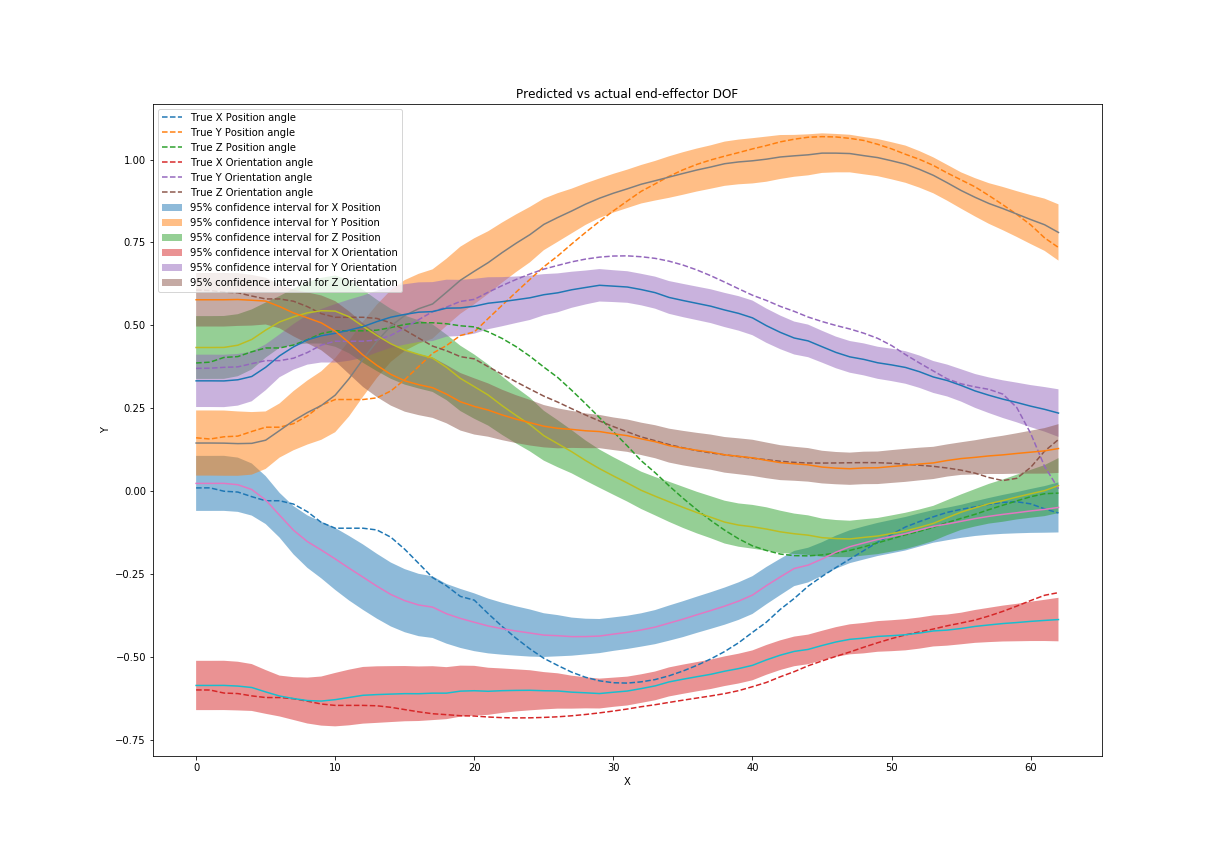 Predicted vs actual end-effector DOF
True X Position angle
True Y Position angle
True Z Position angle
True X Orientation angle
True Y Orientation angle
True Z Orientation angle
95% confidence interval for X Position
95% confidence interval for Y Position
95% confidence interval for Z Position
95% confidence interval for X Orientation
95% confidence interval for Y Orientation
95% confidence interval for Z Orientation
1.00
0.75
0.50
0.25
0.00
−0.25
−0.50
−0.75
Y
0 10 20 30 40 50 60
X